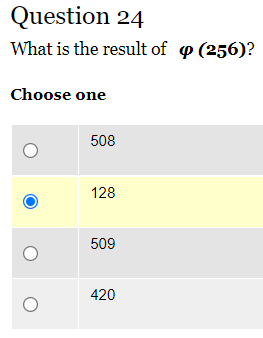 Question 24
What is the result of φ (256)?
Choose one
508
128
509
420